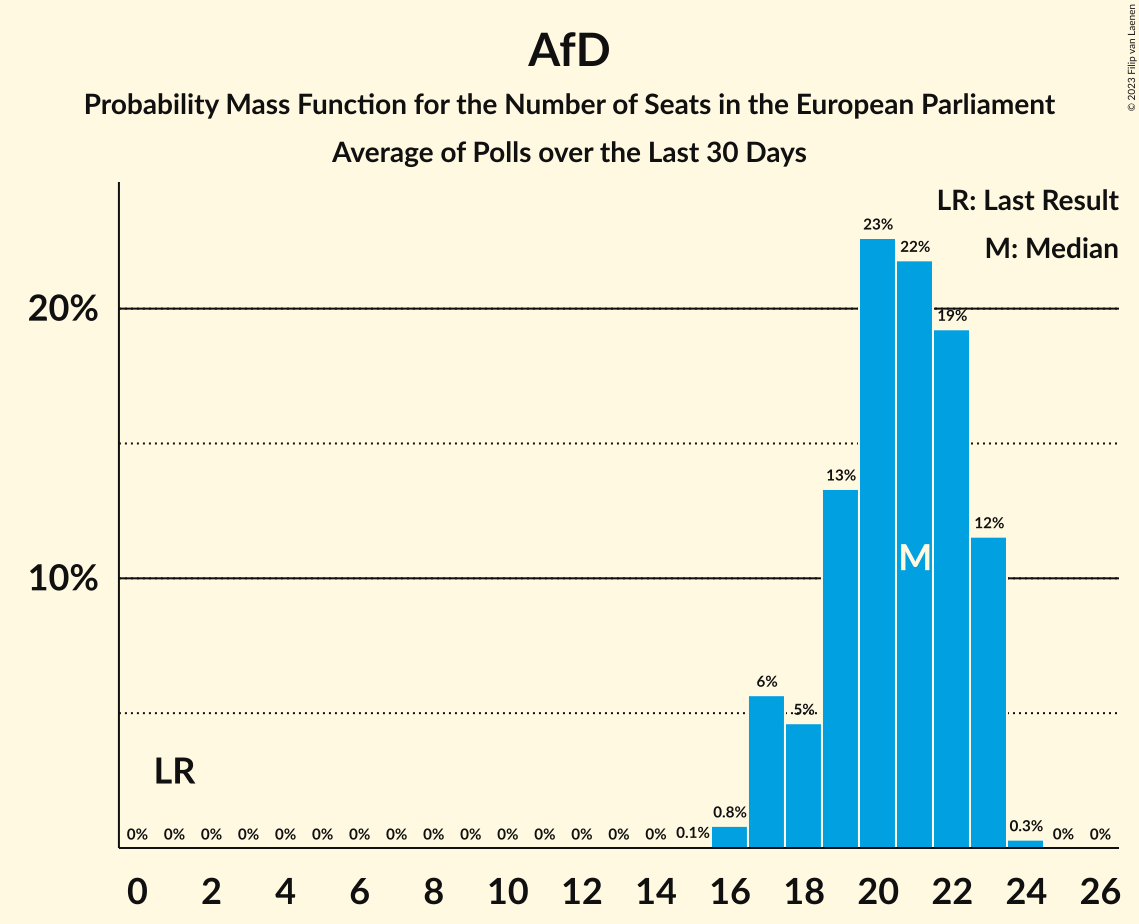 AfD
Probability Mass Function for the Number of Seats in the European Parliament
Average of Polls over the Last 30 Days
© 2023 Filip van Laenen
LR: Last Result
M: Median
20%
10%
23%
22%
19%
13%
12%
M
6%
5%
LR
0% 0% 0% 0% 0% 0% 0% 0% 0% 0% 0% 0% 0% 0% 0% 0.1% 0.8% 0.3% 0% 0%
0 2 4 6 8 10 12 14 16 18 20 22 24 26